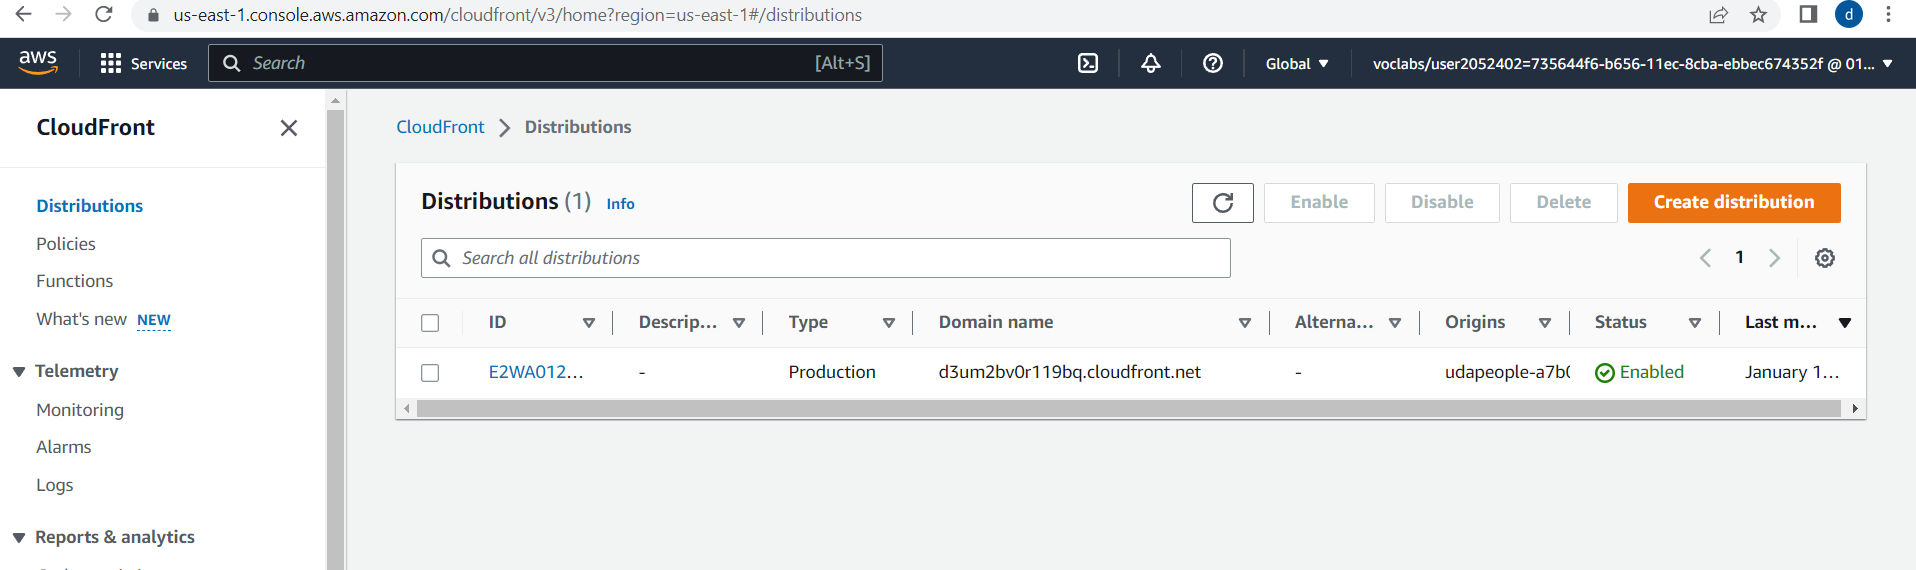 us-east-1.console.aws.amazon.com/cloudfront/v3/home?region=us-east-1#/distributions
d
aws
Services
Search
[Alt+S]
Global
voclabs/user2052402=735644f6-b656-11ec-8cba-ebbec674352f @ 01...
CloudFront
Distributions
Policies
Functions
What's new NEW
Telemetry
Monitoring
Alarms
Logs
Reports & analytics
CloudFront
Distributions
Distributions (1) Info
Enable
Disable
Delete
Create distribution
Search all distributions
1
ID Descrip... Type Domain name Alterna... Origins Status Last m...
E2WA012... - Production d3um2bv0r119bq.cloudfront.net - udapeople-a7b0 Enabled January 1...